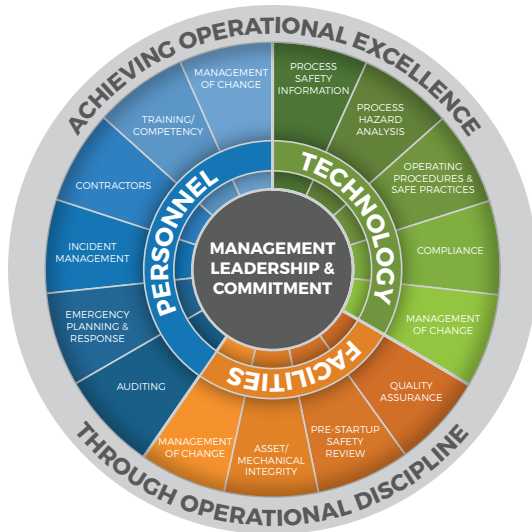 ACHIEVING OPERATIONAL EXCELLENCE
MANAGEMENT
OF CHANGE
PROCESS
SAFETY
INFORMATION
PROCESS
HAZARD
ANALYSIS
OPERATING
PROCEDURES &
SAFE PRACTICES
COMPLIANCE
MANAGEMENT
OF CHANGE
TECHNOLOGY
QUALITY
ASSURANCE
PRE-STARTUP
SAFETY
REVIEW
ASSET/
MECHANICAL
INTEGRITY
MANAGEMENT
OF CHANGE
FACILITIES
AUDITING
EMERGENCY
PLANNING &
RESPONSE
INCIDENT
MANAGEMENT
CONTRACTORS
TRAINING/
COMPETENCY
PERSONNEL
MANAGEMENT
LEADERSHIP &
COMMITMENT
THROUGH OPERATIONAL DISCIPLINE